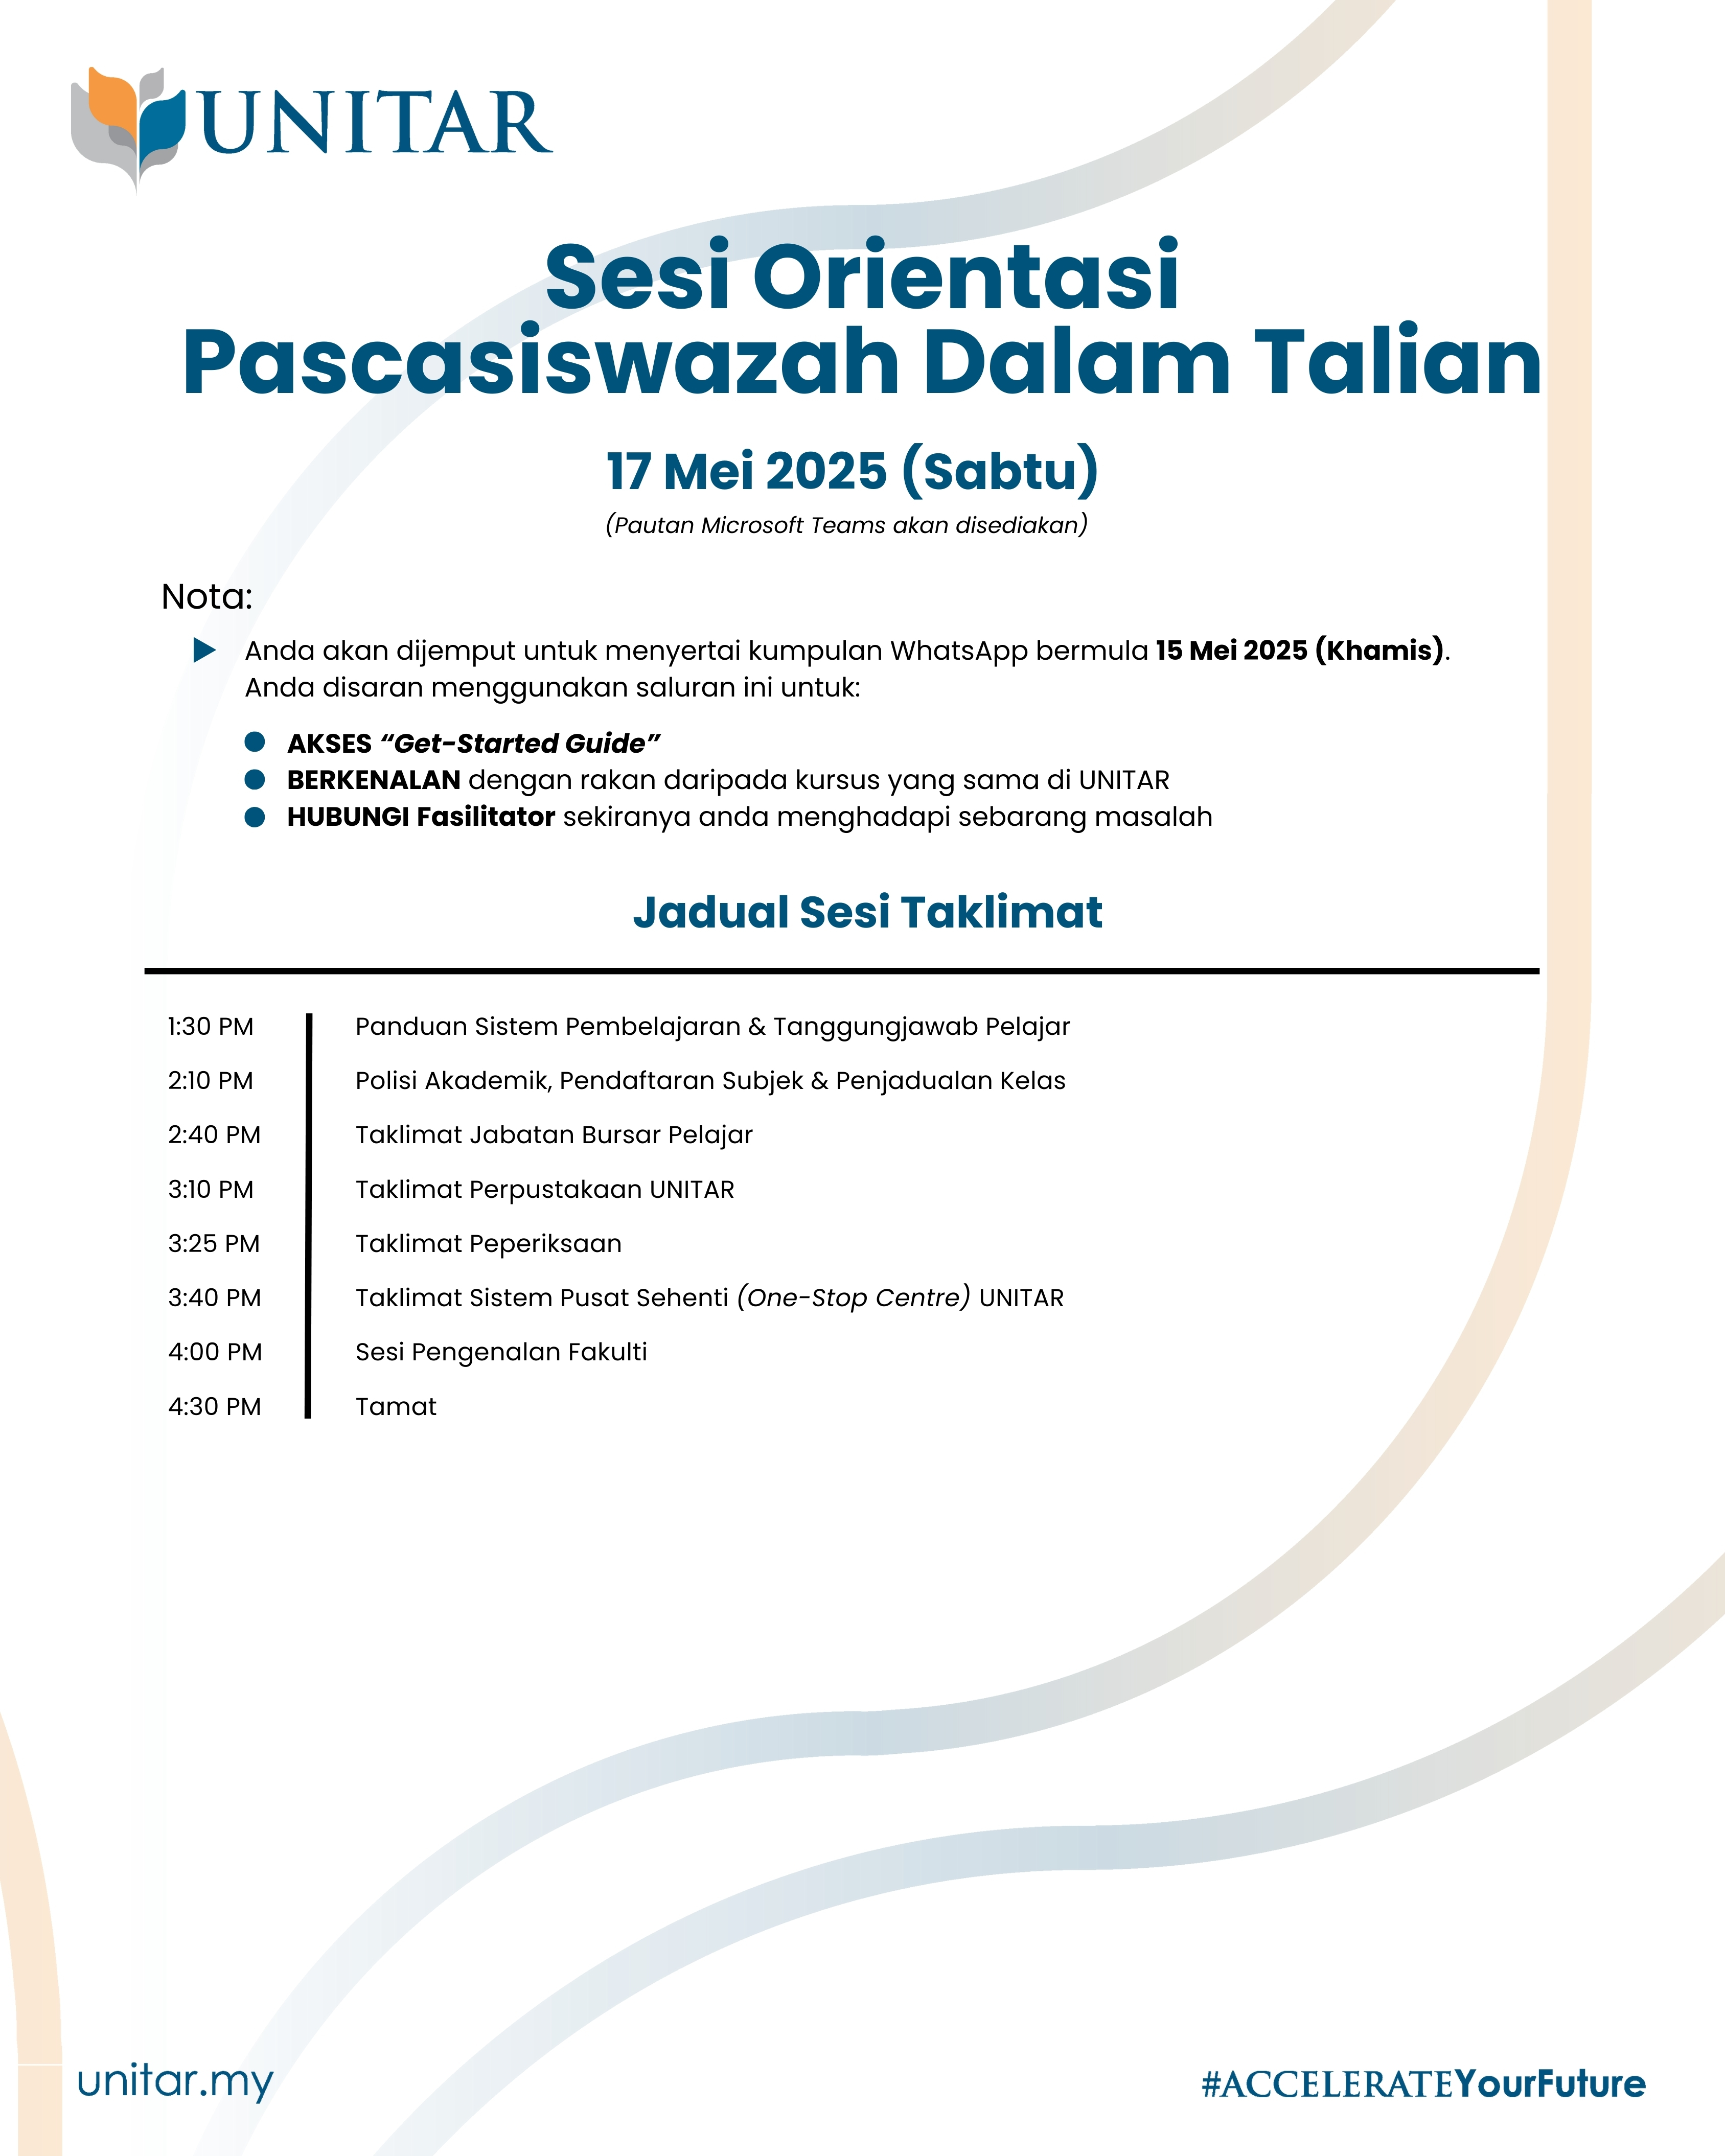 UNITAR
Sesi Orientasi
Pascasiswazah Dalam Talian
17 Mei 2025 (Sabtu)
(Pautan Microsoft Teams akan disediakan)
Nota:
Anda akan dijemput untuk menyertai kumpulan WhatsApp bermula 15 Mei 2025 (Khamis).
Anda disaran menggunakan saluran ini untuk:
AKSES “Get-Started Guide”
BERKENALAN dengan rakan daripada kursus yang sama di UNITAR
HUBUNGI Fasilitator sekiranya anda menghadapi sebarang masalah
Jadual Sesi Taklimat
1:30 PM Panduan Sistem Pembelajaran & Tanggungjawab Pelajar
2:10 PM Polisi Akademik, Pendaftaran Subjek & Penjadualan Kelas
2:40 PM Taklimat Jabatan Bursar Pelajar
3:10 PM Taklimat Perpustakaan UNITAR
3:25 PM Taklimat Peperiksaan
3:40 PM Taklimat Sistem Pusat Sehenti (One-Stop Centre) UNITAR
4:00 PM Sesi Pengenalan Fakulti
4:30 PM Tamat
unitar.my
#ACCELERATEYourFuture